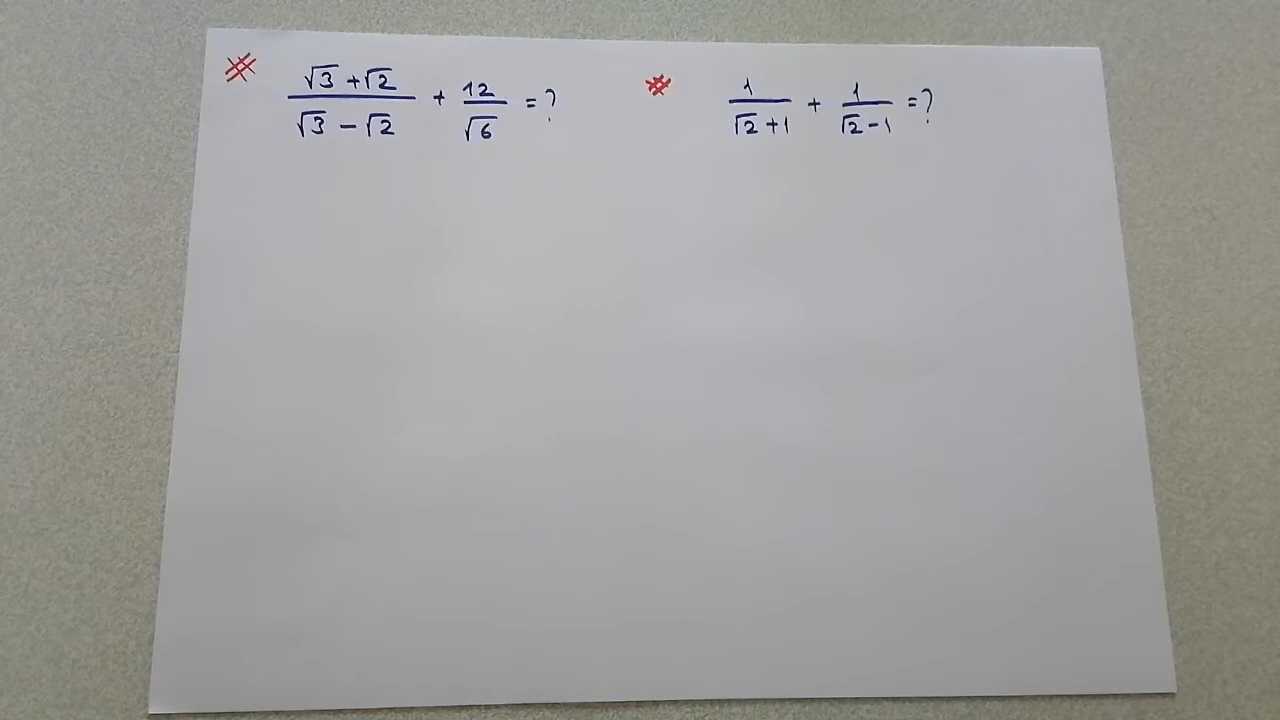 ※ (√3 + √2)/(√3 − √2) + 12/√6 = ?
※ 1/(√2 + 1) + 1/(√2 − 1) = ?